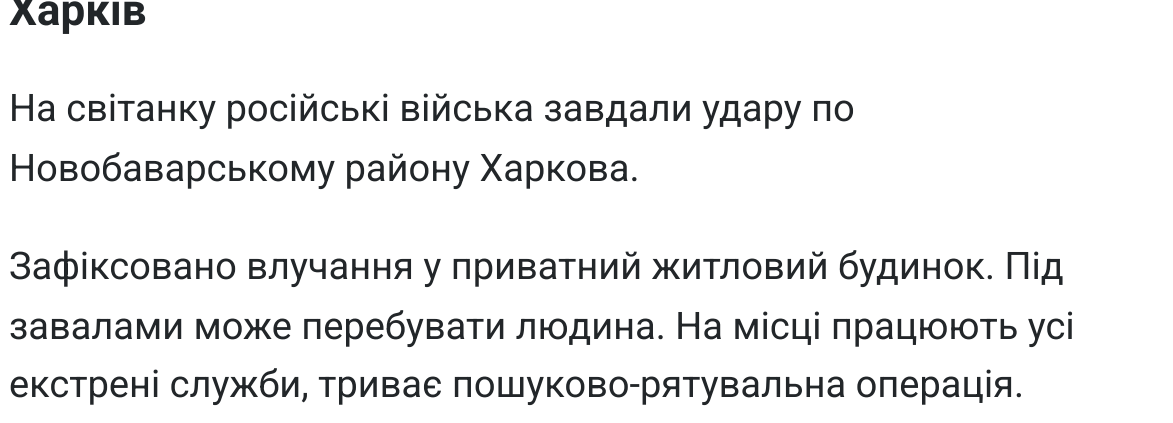 Харків
На світанку російські війська завдали удару по
Новобаварському району Харкова.
Зафіксовано влучання у приватний житловий будинок. Під
завалами може перебувати людина. На місці працюють усі
екстрені служби, триває пошуково-рятувальна операція.